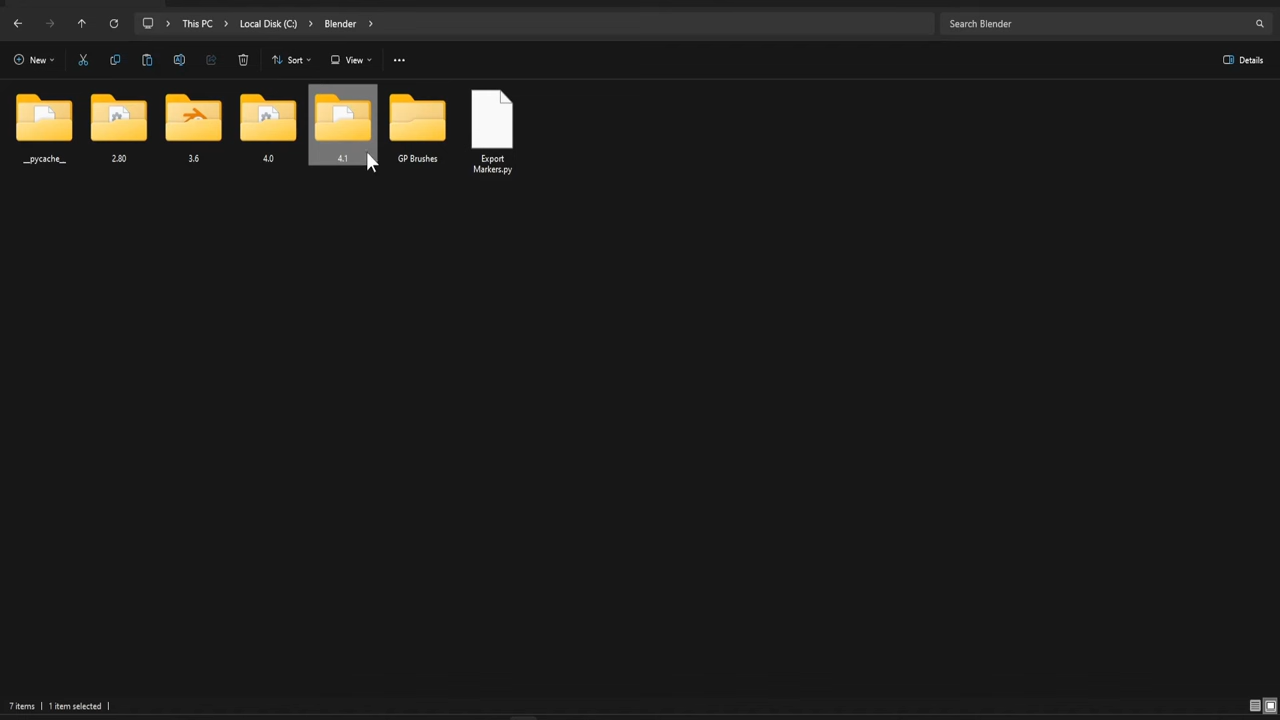 This PC Local Disk (C:) Blender Search Blender
New Sort View Details
__pycache__ 2.80 3.6 4.0 4.1 GP Brushes Export
Markers.py
7 items 1 item selected